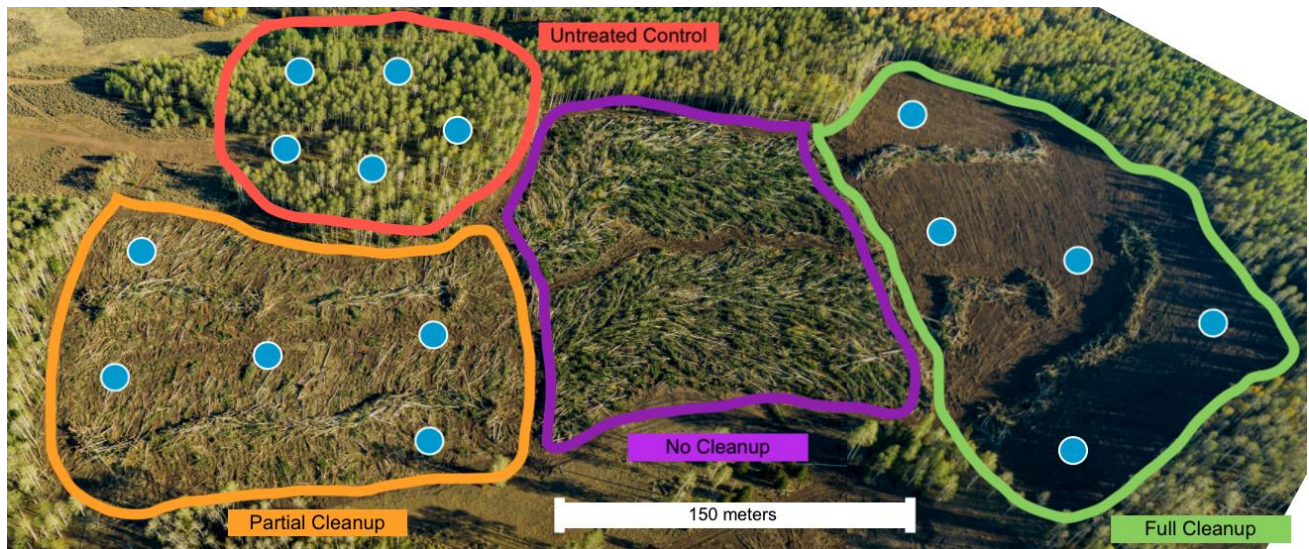 Untreated Control
No Cleanup
150 meters
Partial Cleanup
Full Cleanup